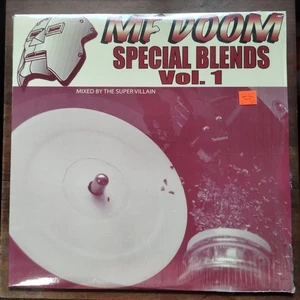 MF DOOM
SPECIAL BLENDS
Vol. 1
MIXED BY THE SUPER VILLAIN